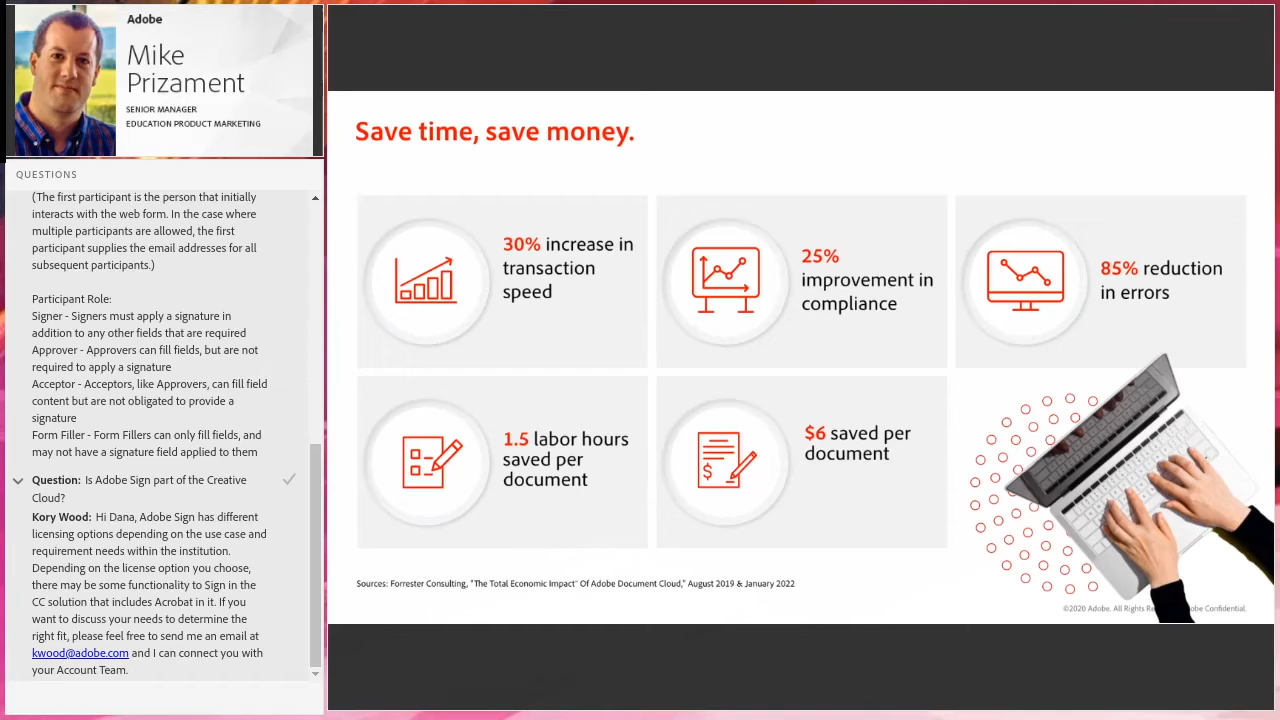 Adobe
Mike
Prizament
SENIOR MANAGER
EDUCATION PRODUCT MARKETING
QUESTIONS
(The first participant is the person that initially
interacts with the web form. In the case where
multiple participants are allowed, the first
participant supplies the email addresses for all
subsequent participants.)
Participant Role:
Signer - Signers must apply a signature in
addition to any other fields that are required
Approver - Approvers can fill fields, but are not
required to apply a signature
Acceptor - Acceptors, like Approvers, can fill field
content but are not obligated to provide a
signature
Form Filler - Form Fillers can only fill fields, and
may not have a signature field applied to them
Question: Is Adobe Sign part of the Creative
Cloud?
Kory Wood: Hi Dana, Adobe Sign has different
licensing options depending on the use case and
requirement needs within the institution.
Depending on the license option you choose,
there may be some functionality to Sign in the
CC solution that includes Acrobat in it. If you
want to discuss your needs to determine the
right fit, please feel free to send me an email at
kwood@adobe.com and I can connect you with
your Account Team.
Save time, save money.
30% increase in
transaction
speed
25%
improvement in
compliance
85% reduction
in errors
1.5 labor hours
saved per
document
$
$6 saved per
document
Sources: Forrester Consulting, "The Total Economic Impact™ Of Adobe Document Cloud," August 2019 & January 2022
©2020 Adobe. All Rights Adobe Confidential.